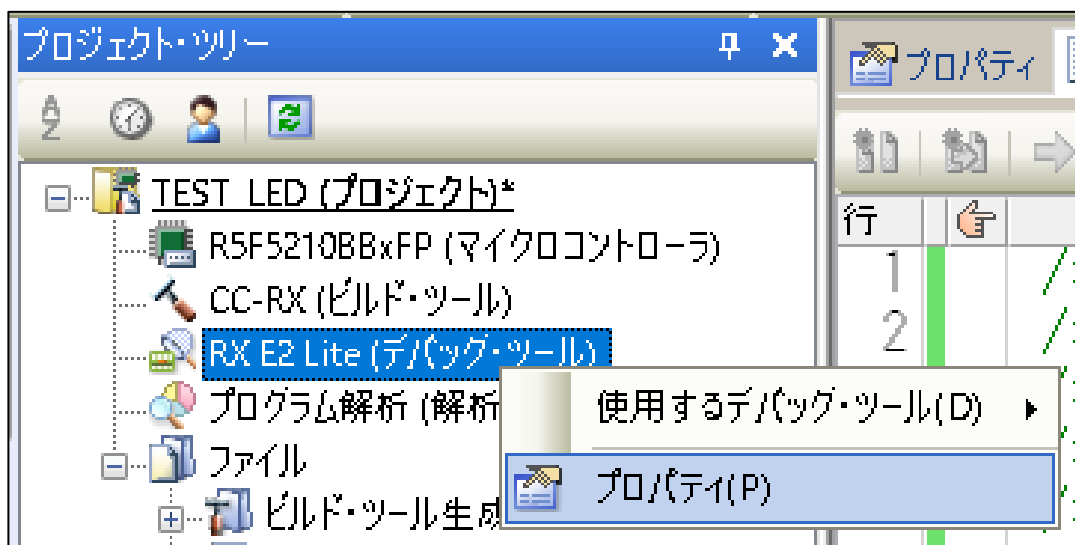 プロジェクト・ツリー
プロパティ
TEST_LED (プロジェクト)*
R5F5210BBxFP (マイクロコントローラ)
行
CC-RX (ビルド・ツール)
1
RX E2 Lite (デバッグ・ツール)
2
プログラム解析 (解析
使用するデバッグ・ツール(D)
ファイル
プロパティ(P)
ビルド・ツール生成